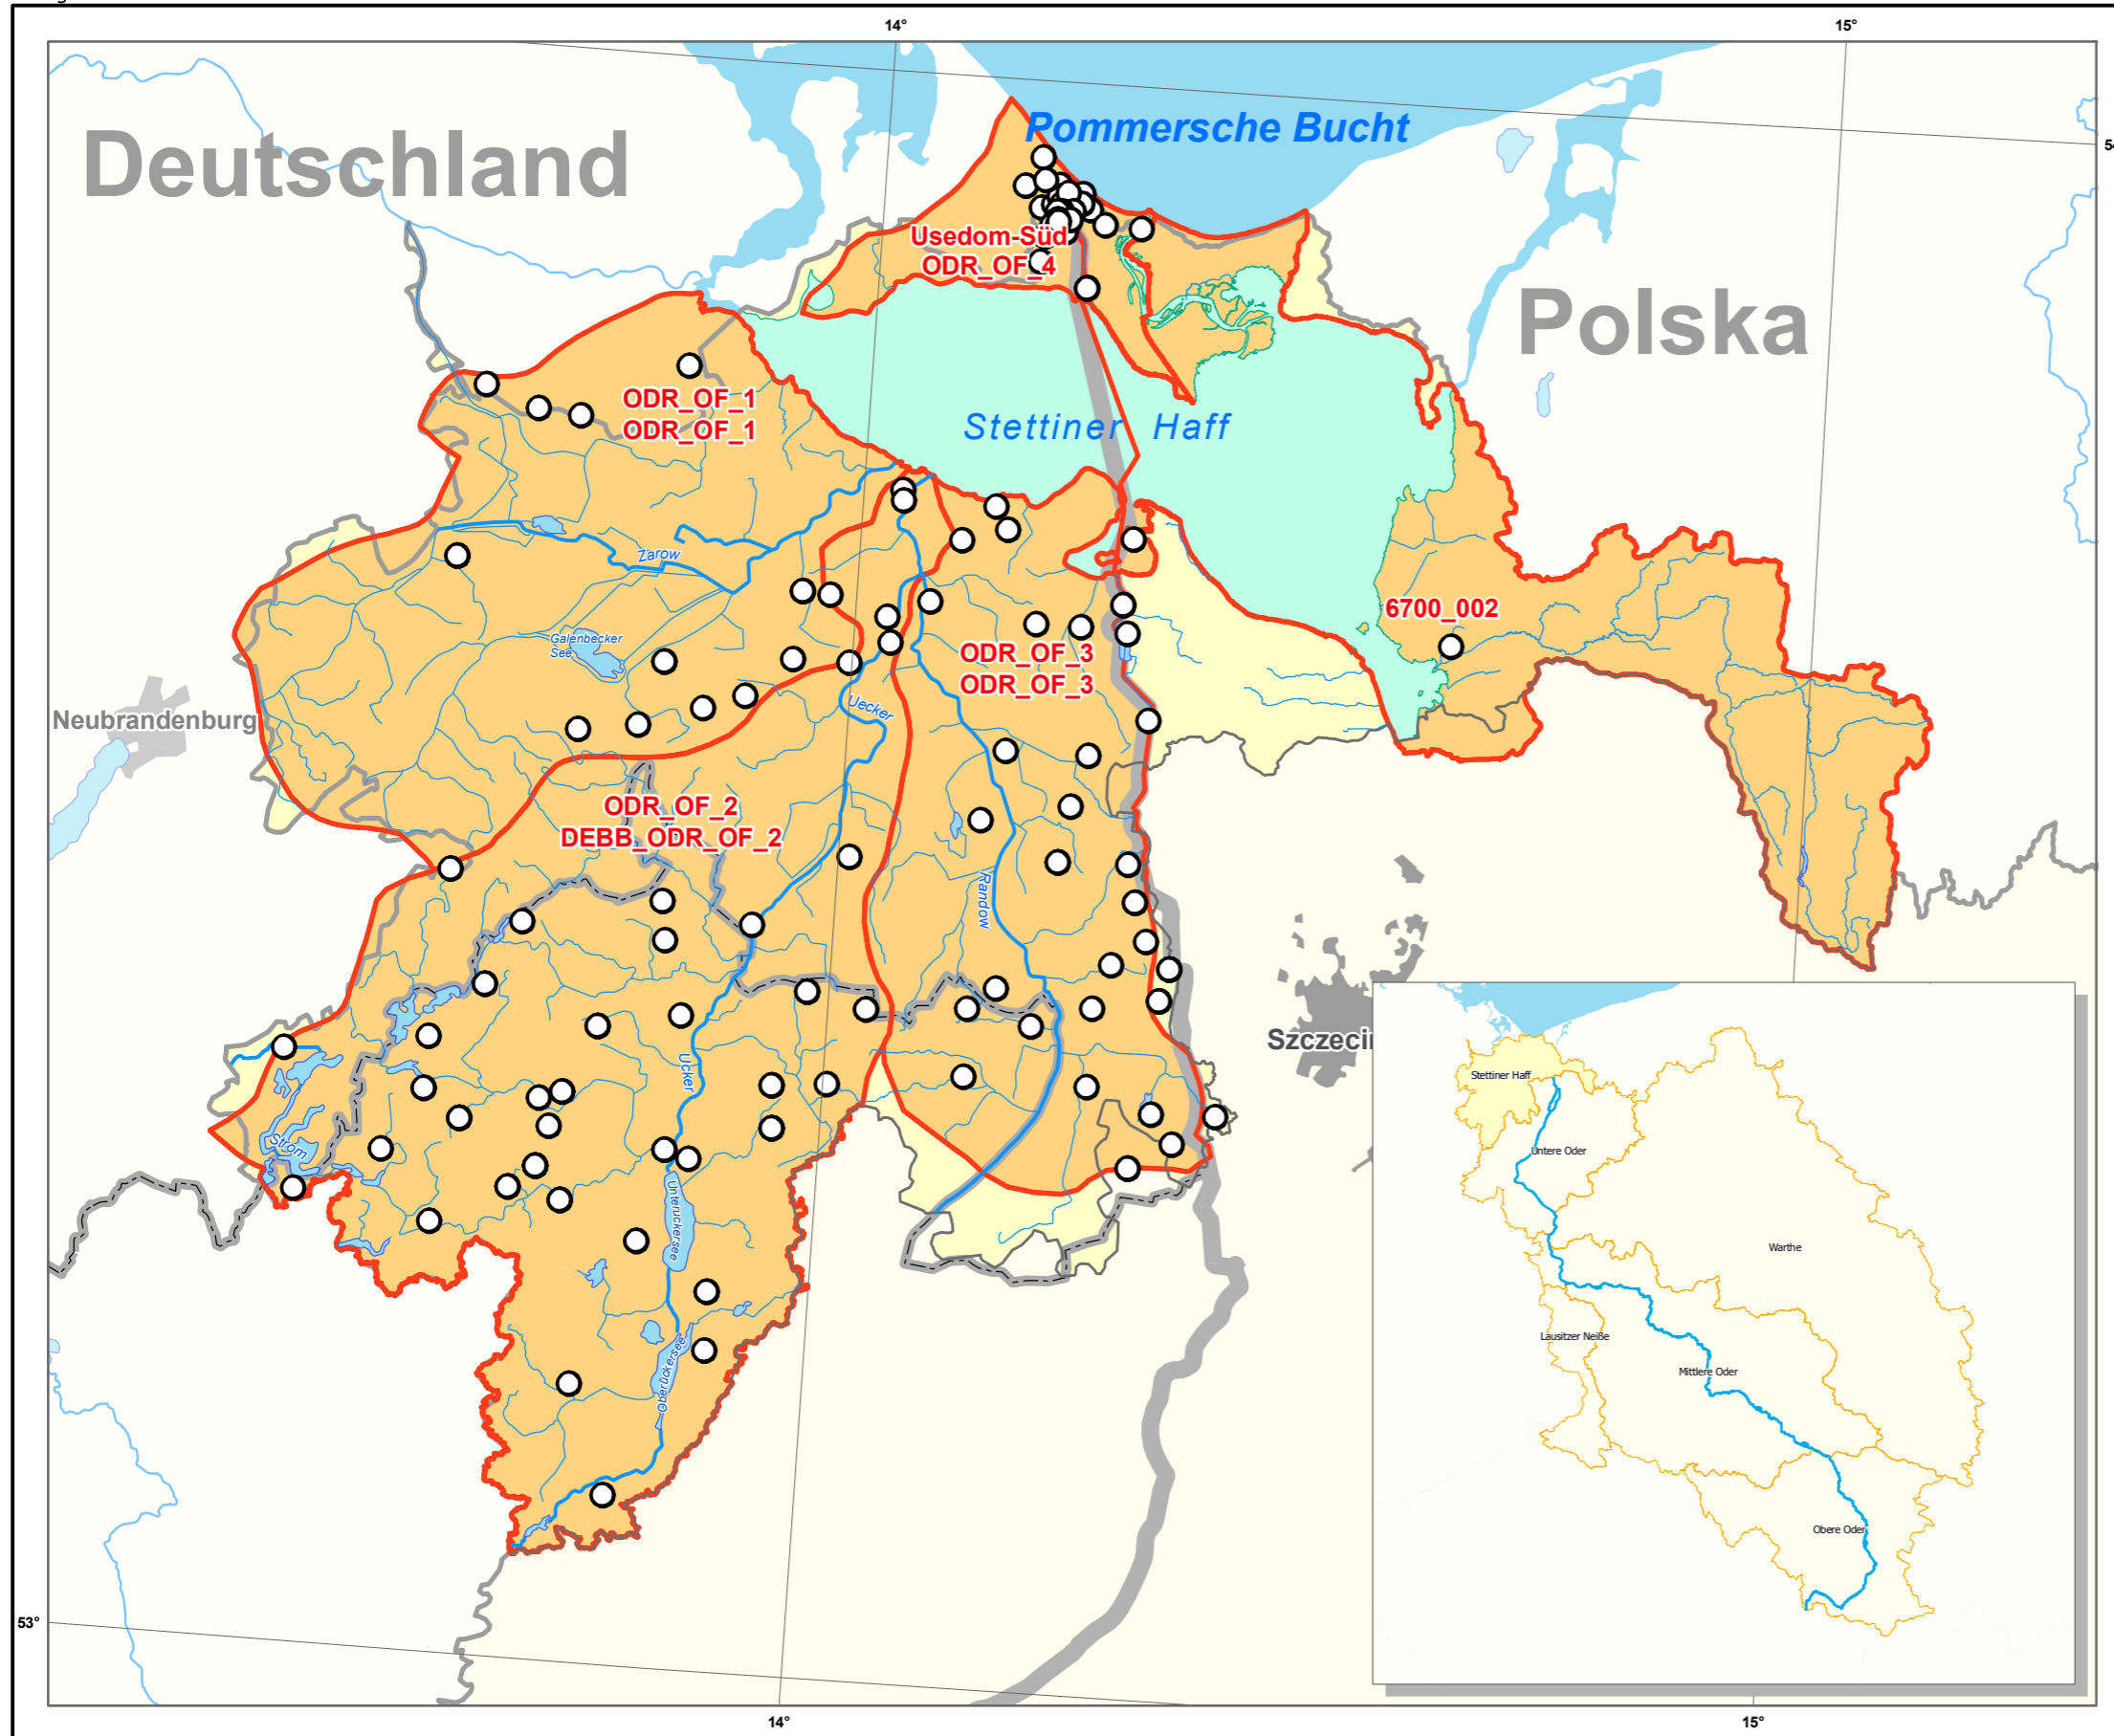 14°
15°
Deutschland
Pommersche Bucht
Usedom-Süd
ODR_OF_4
Polska
ODR_OF_1
ODR_OF_1
Stettiner Haff
Zarow
Galenbecker
See
6700_002
ODR_OF_3
ODR_OF_3
Neubrandenburg
Uecker
ODR_OF_2
DEBB_ODR_OF_2
Randow
Szczeci
Ucker
Strom
Unteruckersee
Oberuckersee
Stettiner Haff
Untere Oder
Warthe
Lausitzer Neiße
Mittlere Oder
Obere Oder
53°
14°
15°